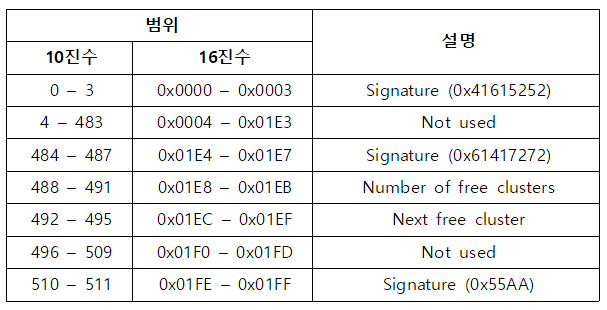 범위 설명
10진수 16진수
0 – 3 0x0000 – 0x0003 Signature (0x41615252)
4 – 483 0x0004 – 0x01E3 Not used
484 – 487 0x01E4 – 0x01E7 Signature (0x61417272)
488 – 491 0x01E8 – 0x01EB Number of free clusters
492 – 495 0x01EC – 0x01EF Next free cluster
496 – 509 0x01F0 – 0x01FD Not used
510 – 511 0x01FE – 0x01FF Signature (0x55AA)